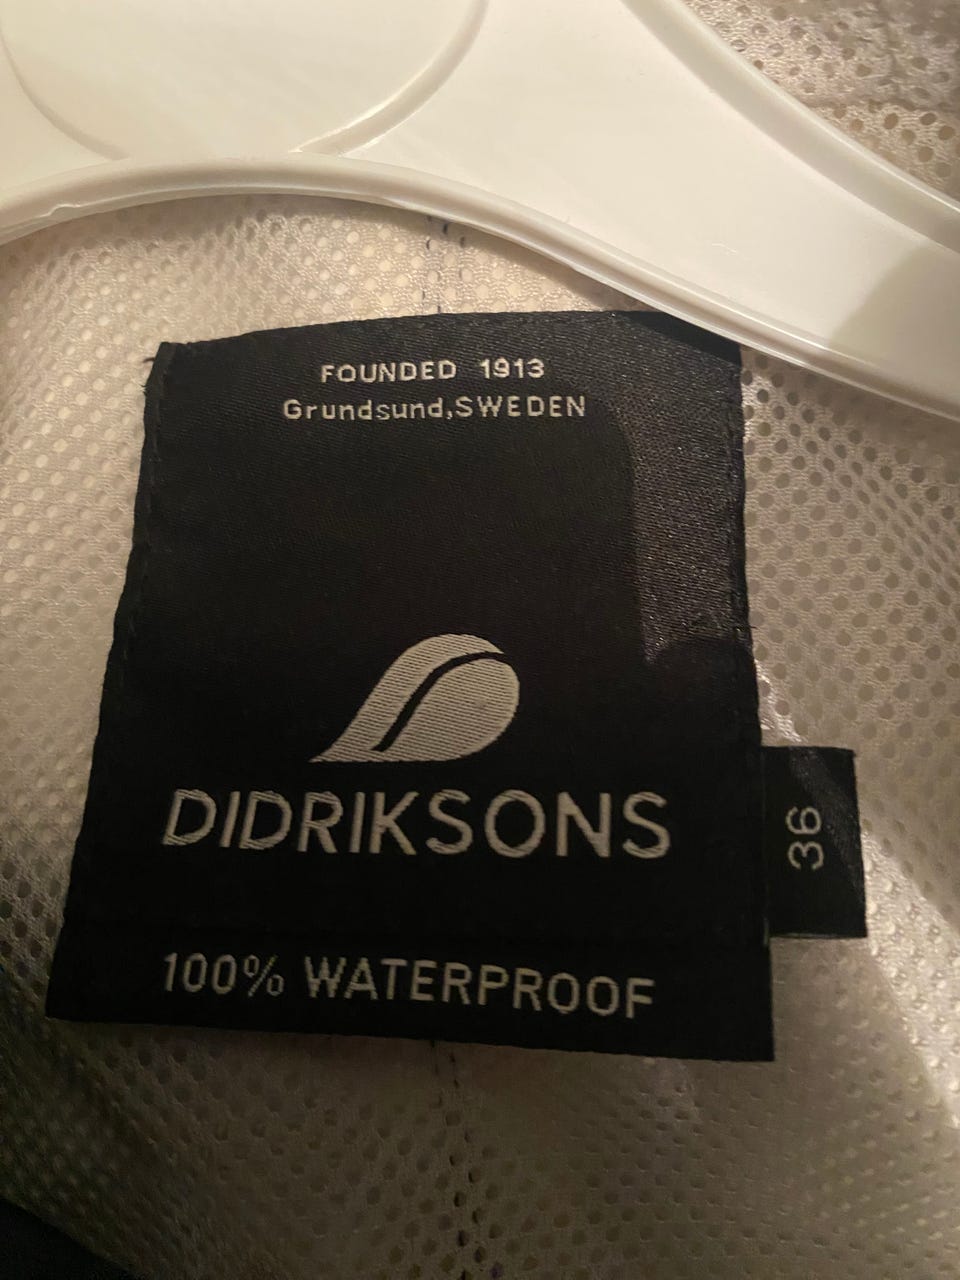 FOUNDED 1913
Grundsund,SWEDEN
DIDRIKSONS
36
100% WATERPROOF